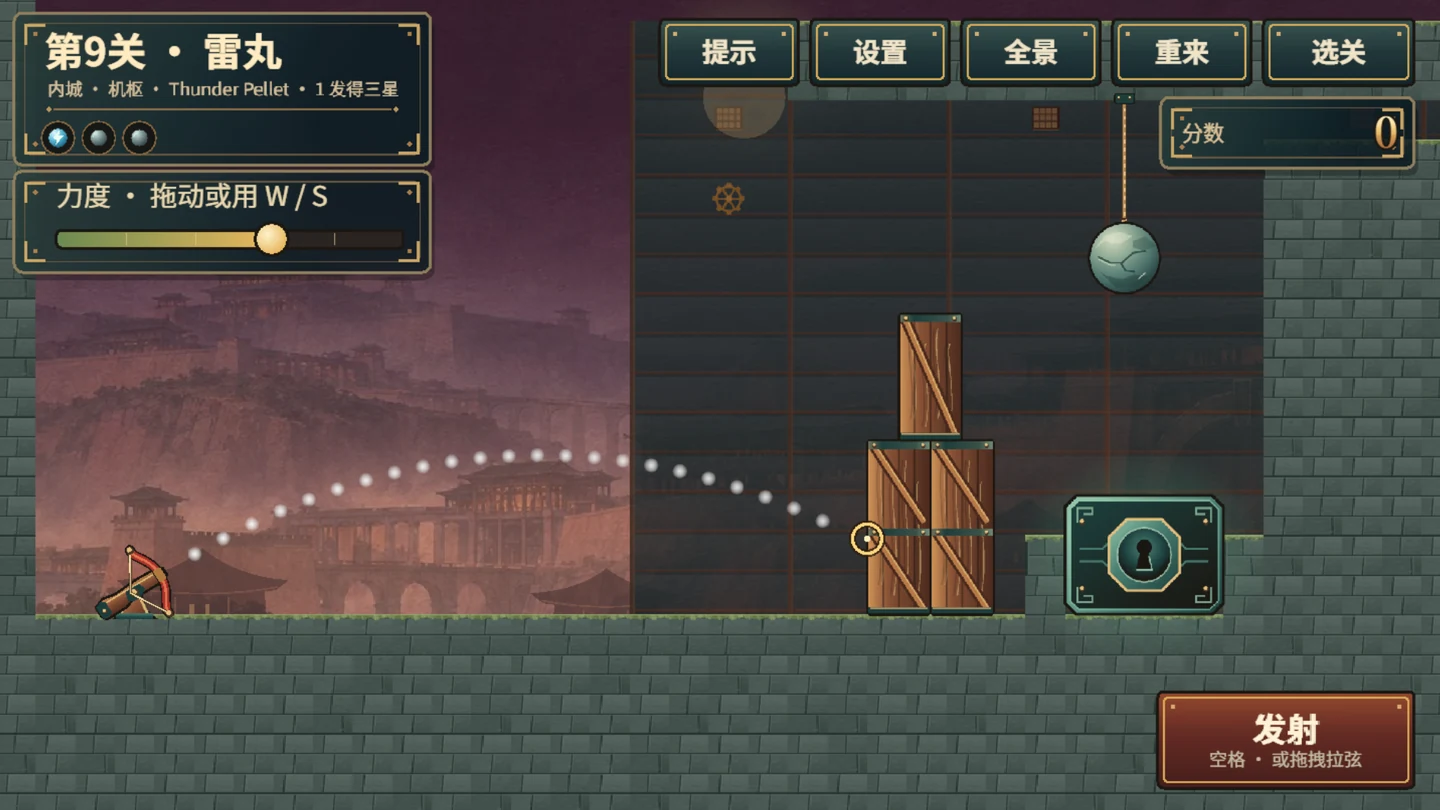 第9关 · 雷丸
内城 · 机枢 · Thunder Pellet · 1 发得三星
力度 · 拖动或用 W / S
提示
设置
全景
重来
选关
分数
0
发射
空格 · 或拖拽拉弦